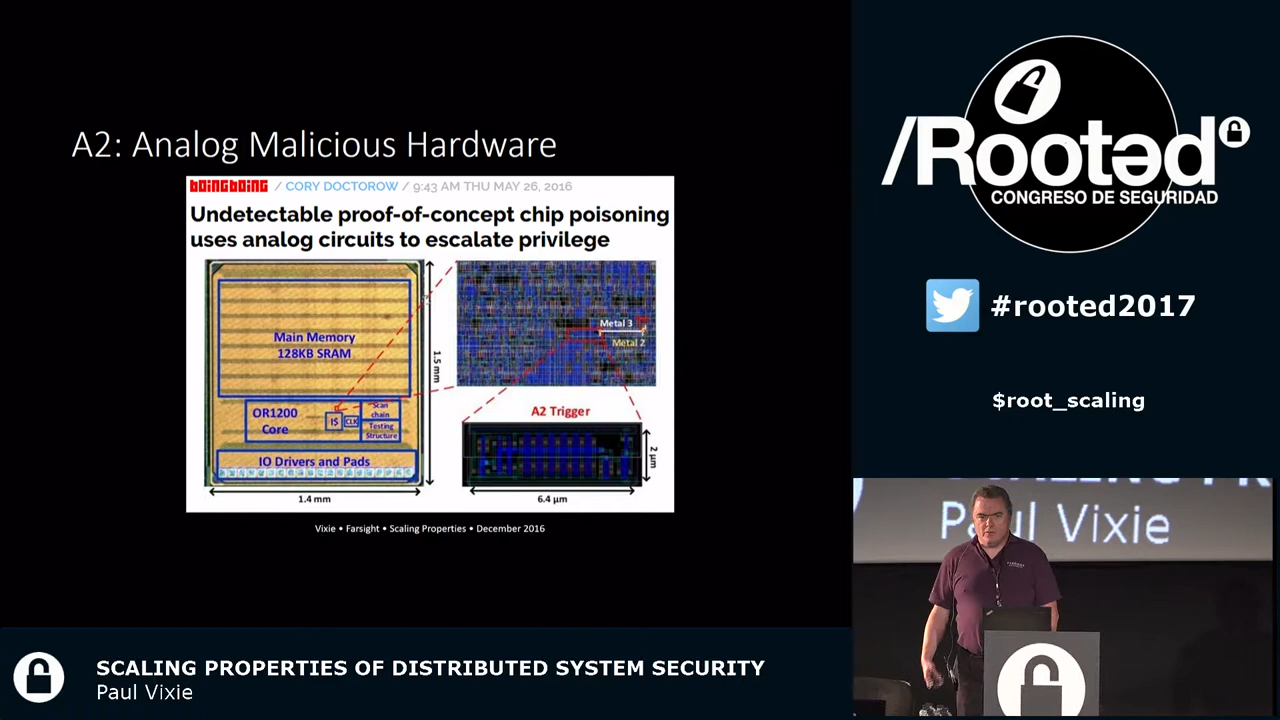 A2: Analog Malicious Hardware
boingboing / CORY DOCTOROW / 9:43 AM THU MAY 26, 2016
Undetectable proof-of-concept chip poisoning
uses analog circuits to escalate privilege
Main Memory
128KB SRAM
1.5 mm
OR1200
Core
I$
CLK
Scan
chain
Testing
Structure
IO Drivers and Pads
1.4 mm
Metal 3
Metal 2
A2 Trigger
2 µm
6.4 µm
Vixie • Farsight • Scaling Properties • December 2016
/Rootəd
CONGRESO DE SEGURIDAD
#rooted2017
$root_scaling
Paul Vixie
SCALING PROPERTIES OF DISTRIBUTED SYSTEM SECURITY
Paul Vixie